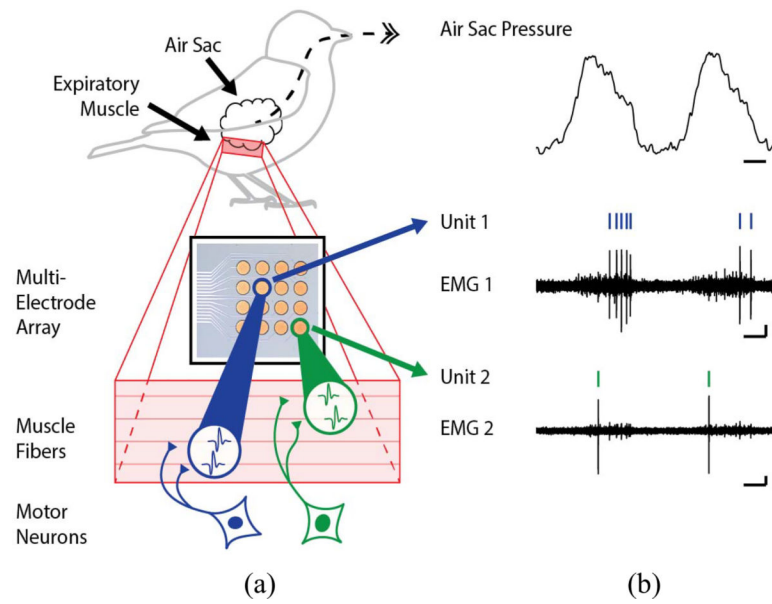 Air Sac
Expiratory
Muscle
Multi-
Electrode
Array
Muscle
Fibers
Motor
Neurons
(a)
Air Sac Pressure
Unit 1
EMG 1
Unit 2
EMG 2
(b)